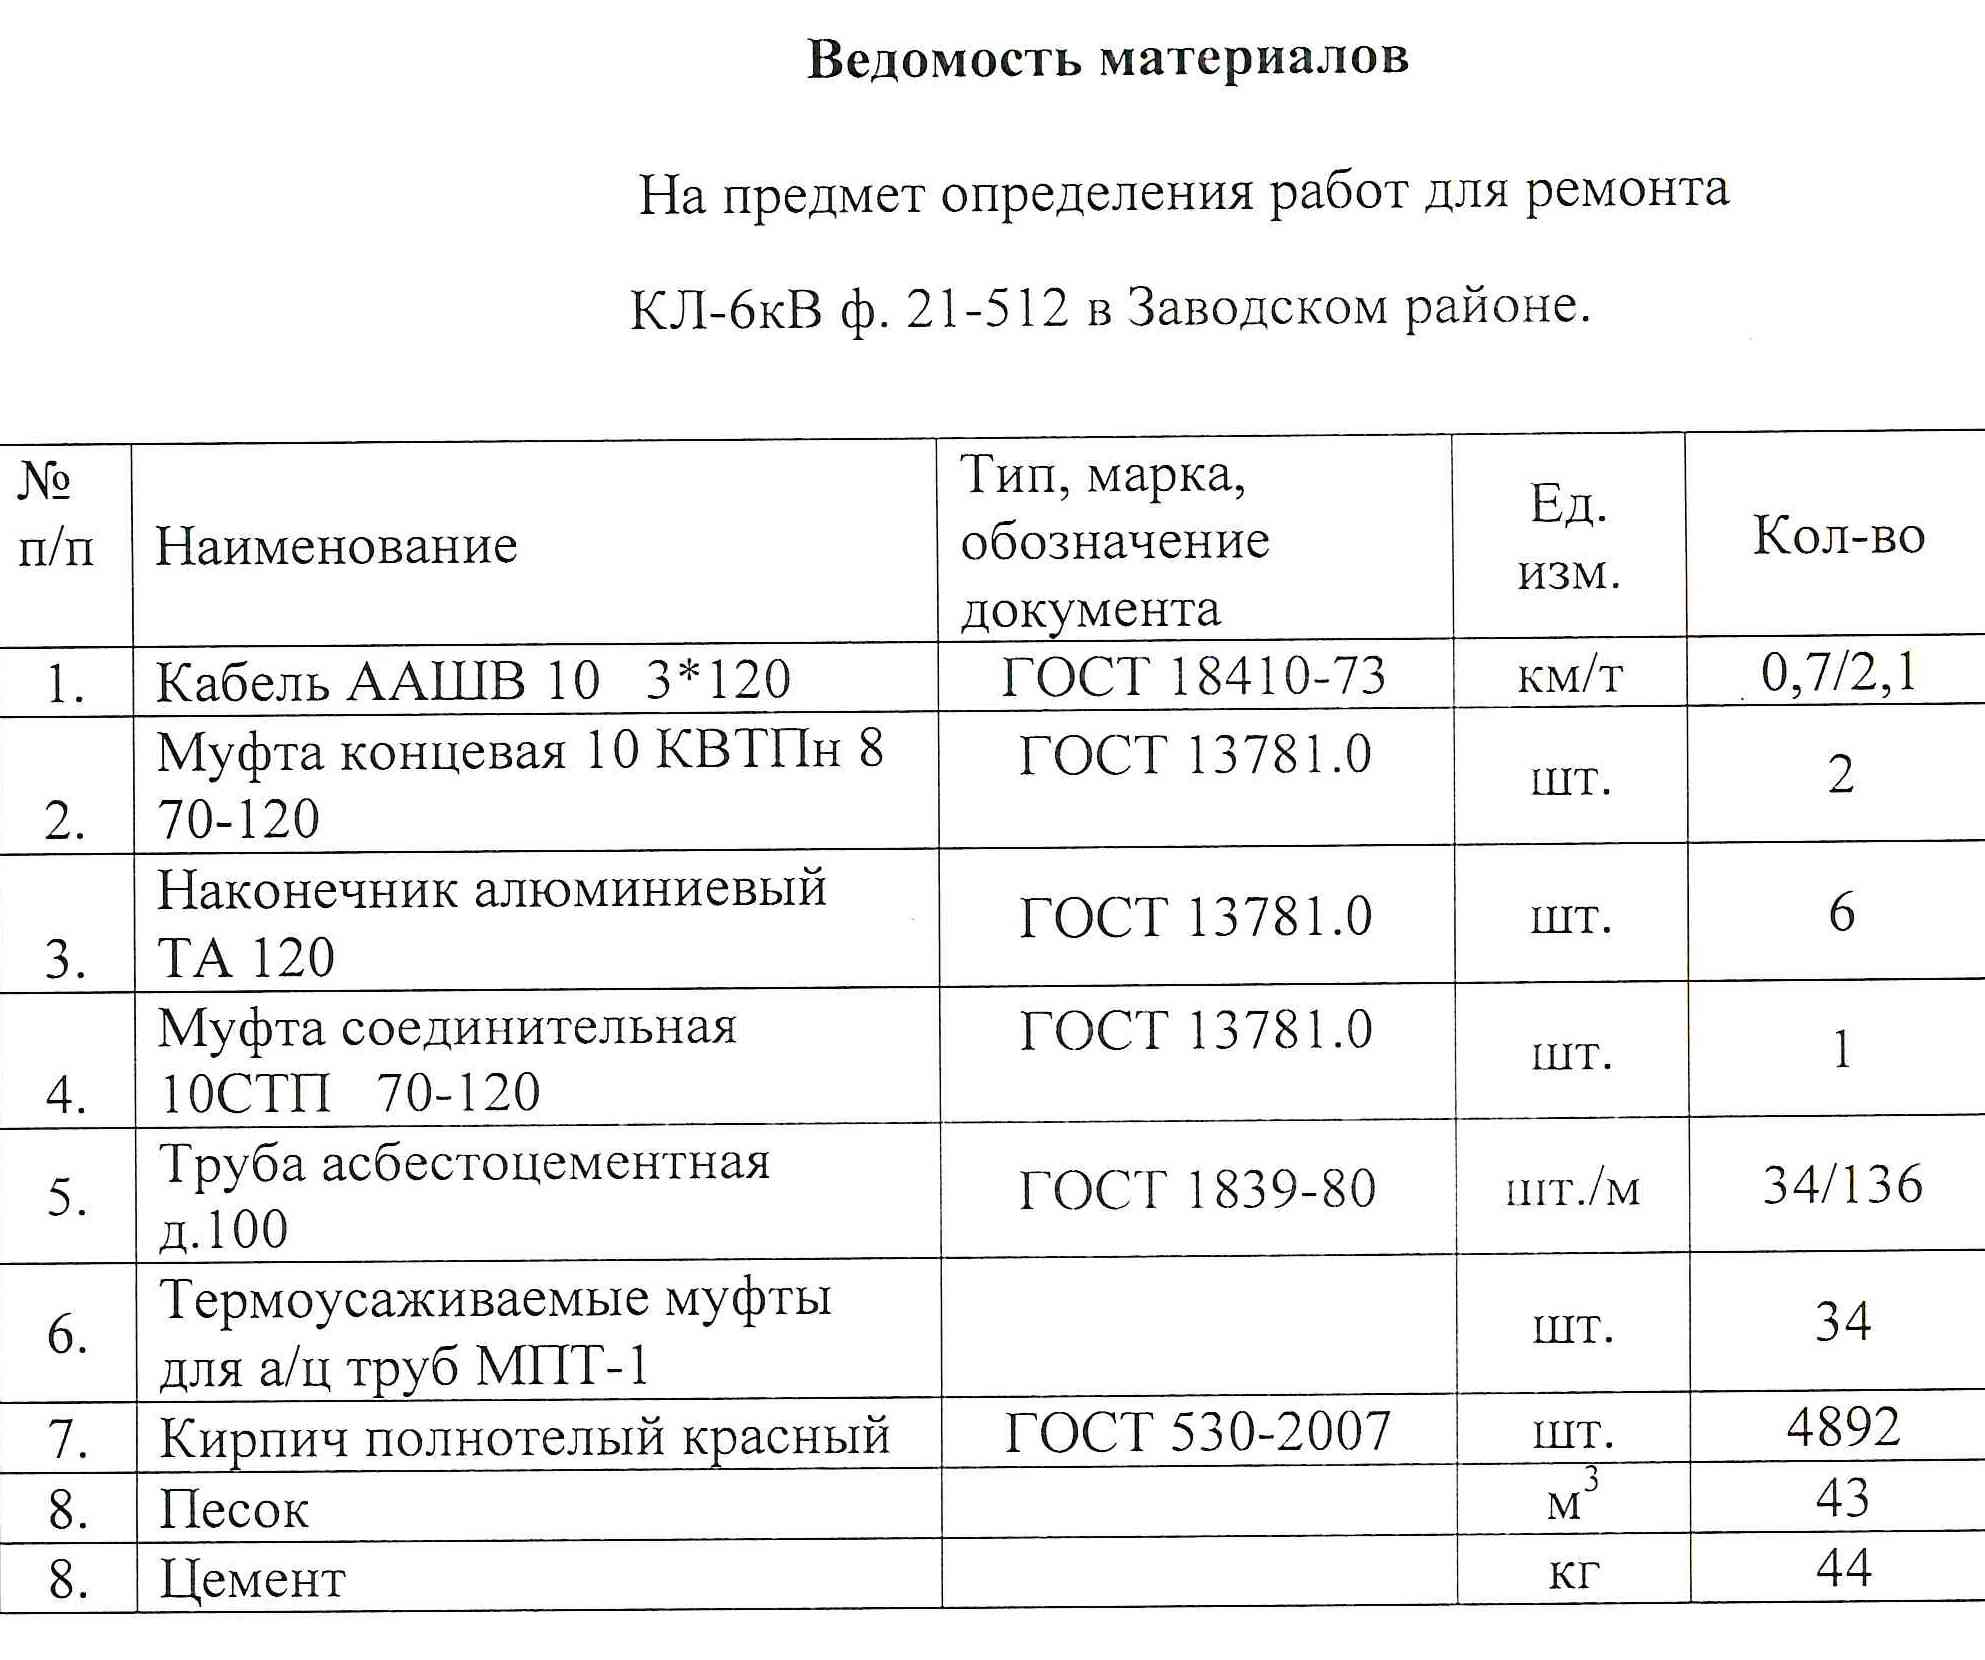 Ведомость материалов
На предмет определения работ для ремонта
КЛ-6кВ ф. 21-512 в Заводском районе.
№ п/п Наименование Тип, марка, обозначение документа Ед. изм. Кол-во
1. Кабель ААШВ 10 3*120 ГОСТ 18410-73 км/т 0,7/2,1
2. Муфта концевая 10 КВТПн 8 70-120 ГОСТ 13781.0 шт. 2
3. Наконечник алюминиевый ТА 120 ГОСТ 13781.0 шт. 6
4. Муфта соединительная 10СТП 70-120 ГОСТ 13781.0 шт. 1
5. Труба асбестоцементная д.100 ГОСТ 1839-80 шт./м 34/136
6. Термоусаживаемые муфты для а/ц труб МПТ-1 шт. 34
7. Кирпич полнотелый красный ГОСТ 530-2007 шт. 4892
8. Песок м³ 43
8. Цемент кг 44